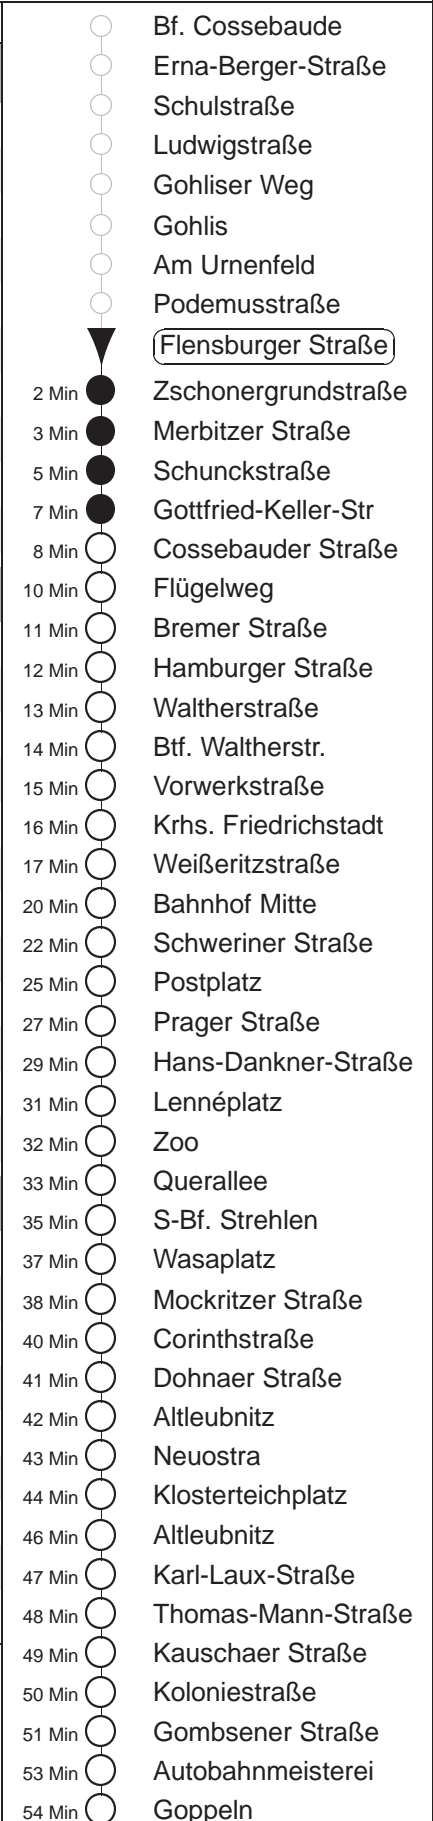 Bf. Cossebaude
Erna-Berger-Straße
Schulstraße
Ludwigstraße
Gohliser Weg
Gohlis
Am Urnenfeld
Podemusstraße
Flensburger Straße
2 Min Zschonergrundstraße
3 Min Merbitzer Straße
5 Min Schunckstraße
7 Min Gottfried-Keller-Str
8 Min Cossebauder Straße
10 Min Flügelweg
11 Min Bremer Straße
12 Min Hamburger Straße
13 Min Waltherstraße
14 Min Btf. Waltherstr.
15 Min Vorwerkstraße
16 Min Krhs. Friedrichstadt
17 Min Weißeritzstraße
20 Min Bahnhof Mitte
22 Min Schweriner Straße
25 Min Postplatz
27 Min Prager Straße
29 Min Hans-Dankner-Straße
31 Min Lennéplatz
32 Min Zoo
33 Min Querallee
35 Min S-Bf. Strehlen
37 Min Wasaplatz
38 Min Mockritzer Straße
40 Min Corinthstraße
41 Min Dohnaer Straße
42 Min Altleubnitz
43 Min Neuostra
44 Min Klosterteichplatz
46 Min Altleubnitz
47 Min Karl-Laux-Straße
48 Min Thomas-Mann-Straße
49 Min Kauschaer Straße
50 Min Koloniestraße
51 Min Gombsener Straße
53 Min Autobahnmeisterei
54 Min Goppeln